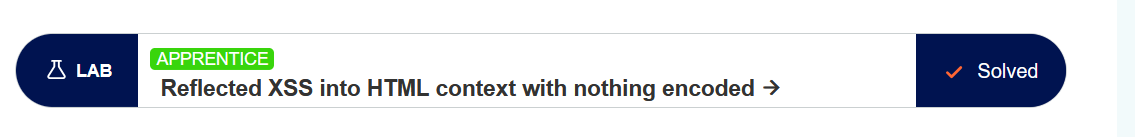 LAB
APPRENTICE
Reflected XSS into HTML context with nothing encoded →
Solved